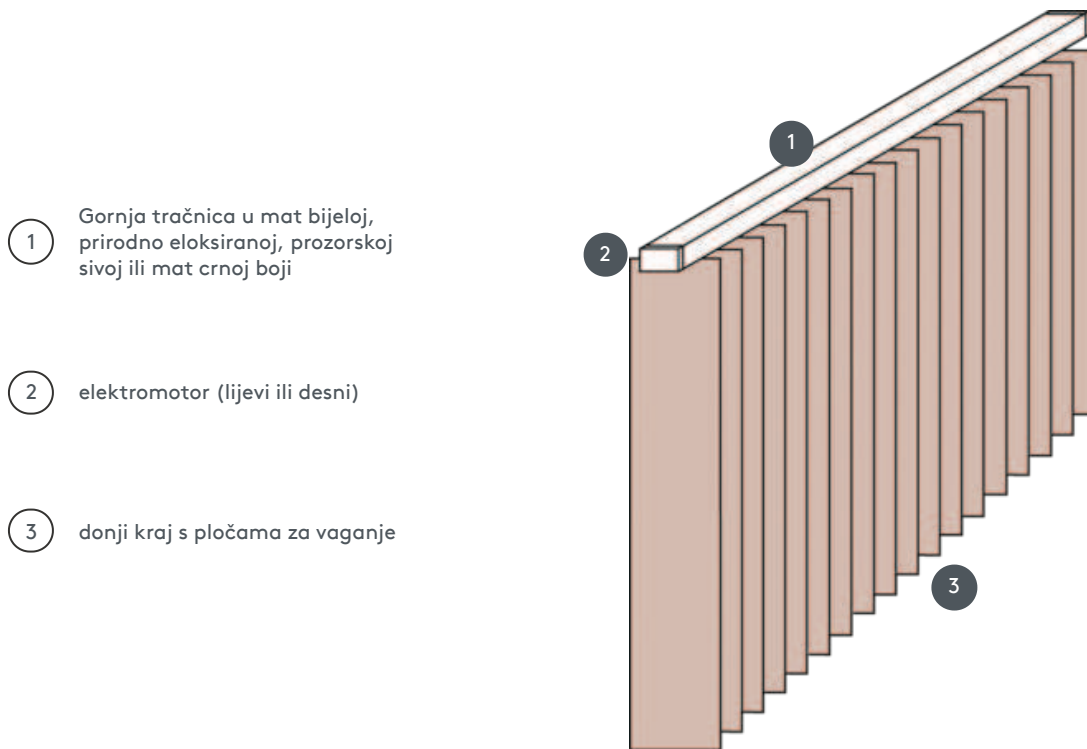 1
Gornja tračnica u mat bijeloj,
prirodno eloksiranoj, prozorskoj
sivoj ili mat crnoj boji
2
elektromotor (lijevi ili desni)
3
donji kraj s pločama za vaganje
1
2
3